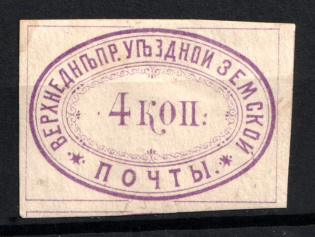 ВЕРХНЕДНѢПР. УѢЗДНОЙ ЗЕМСКОЙ
4 КОП:
* ПОЧТЫ. *